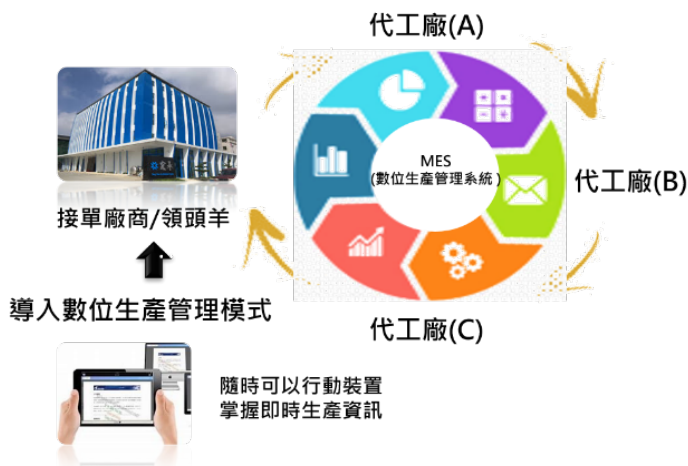 代工廠(A)
MES
(數位生產管理系統)
代工廠(B)
接單廠商/領頭羊
導入數位生產管理模式
代工廠(C)
隨時可以行動裝置
掌握即時生產資訊